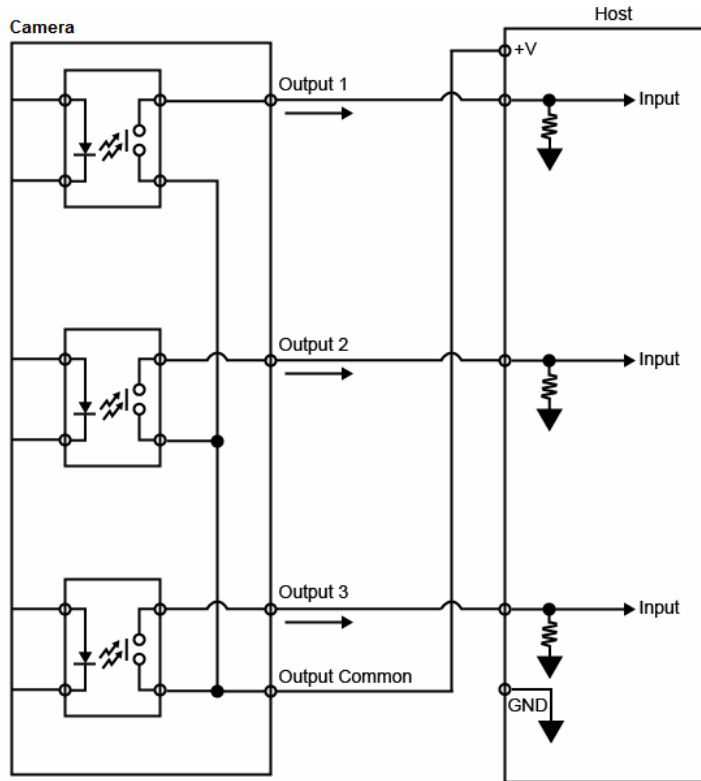 Camera
Host
+V
Output 1
Input
Output 2
Input
Output 3
Input
Output Common
GND